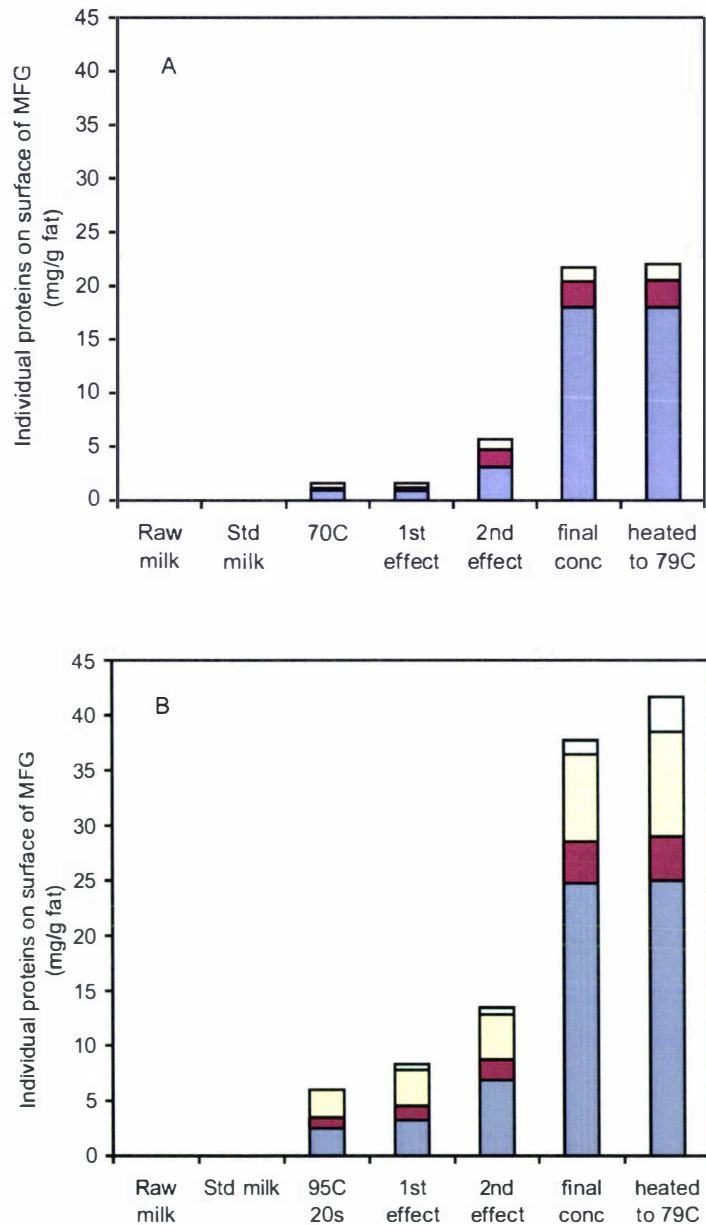 45
40
35
30
25
20
15
10
5
0
A
Individual proteins on surface of MFG
(mg/g fat)
Raw
milk
Std
milk
70C
1st
effect
2nd
effect
final
conc
heated
to 79C
45
40
35
30
25
20
15
10
5
0
B
Individual proteins on surface of MFG
(mg/g fat)
Raw
milk
Std milk
95C
20s
1st
effect
2nd
effect
final
conc
heated
to 79C